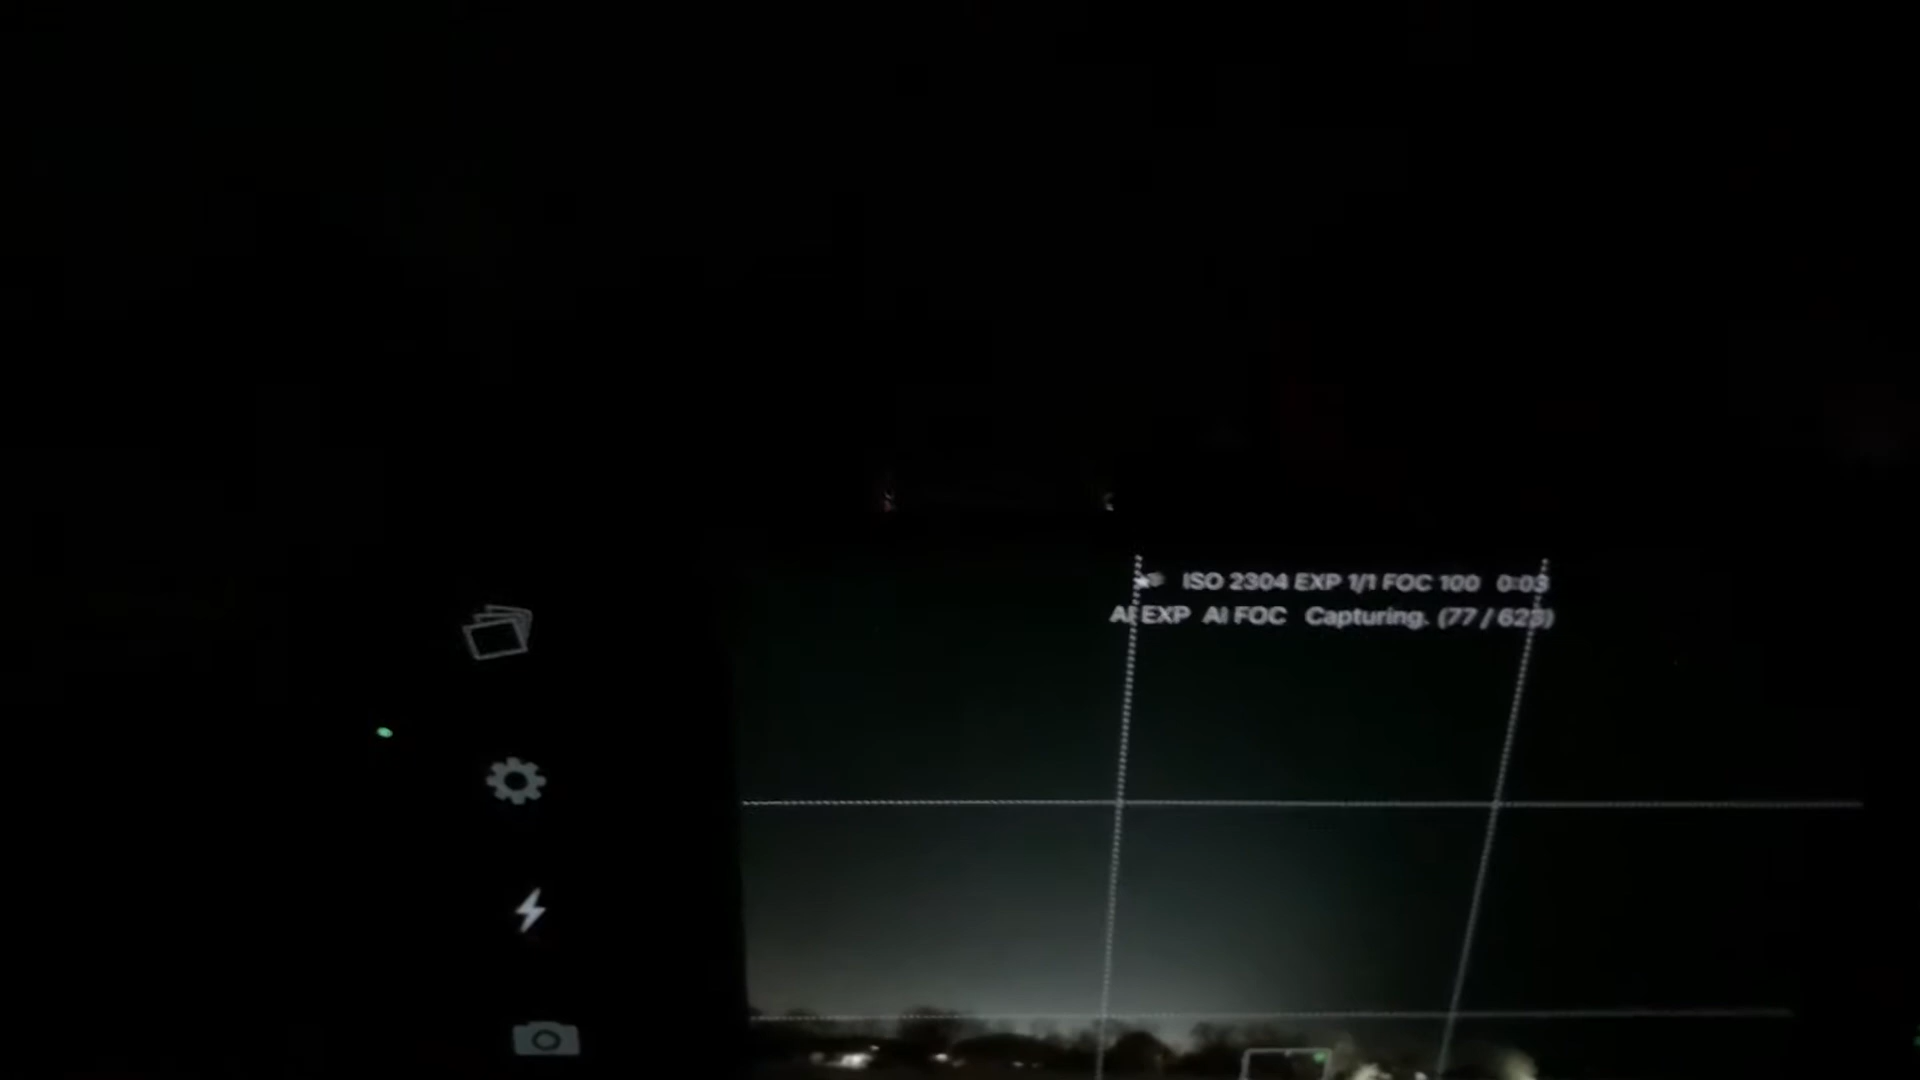 ISO 2304 EXP 1/1 FOC 100 0:03
AI EXP AI FOC Capturing. (77 / 623)